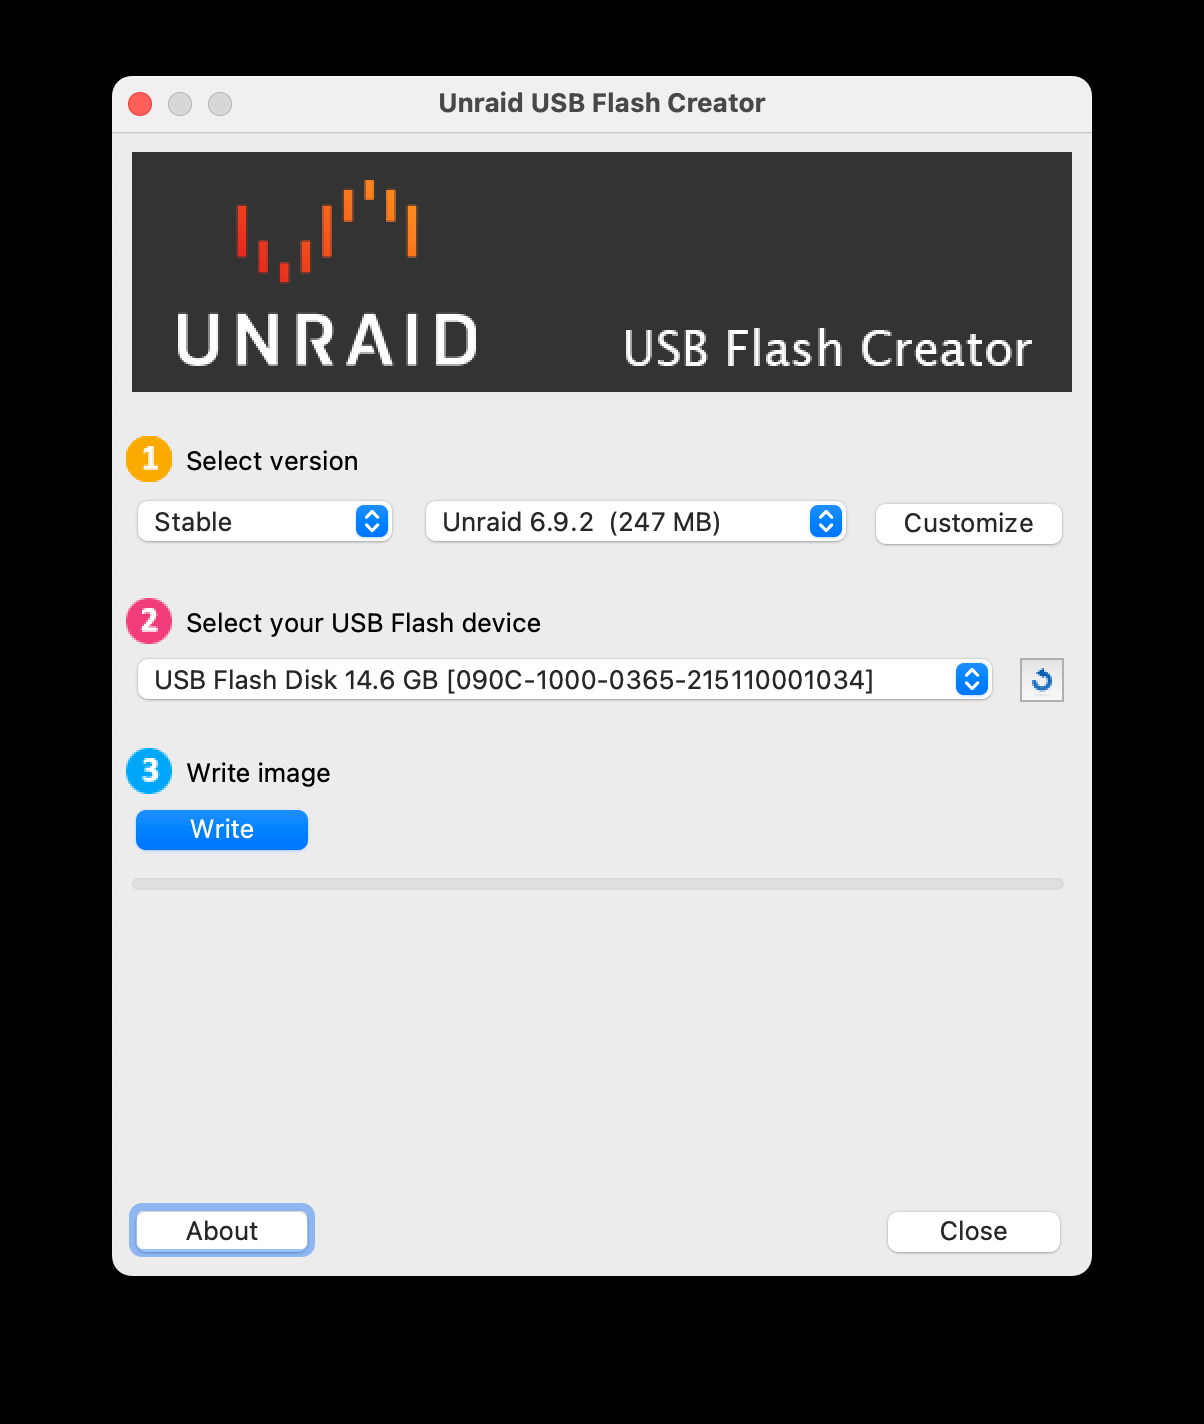 Unraid USB Flash Creator
UNRAID
USB Flash Creator
1 Select version
Stable Unraid 6.9.2 (247 MB) Customize
2 Select your USB Flash device
USB Flash Disk 14.6 GB [090C-1000-0365-215110001034]
3 Write image
Write
About Close